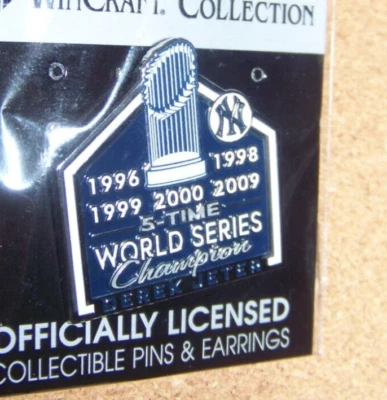 WINCRAFT. COLLECTION
NY
1996 1998
1999 2000 2009
5-TIME
WORLD SERIES
Champion
DEREK JETER
OFFICIALLY LICENSED
COLLECTIBLE PINS & EARRINGS